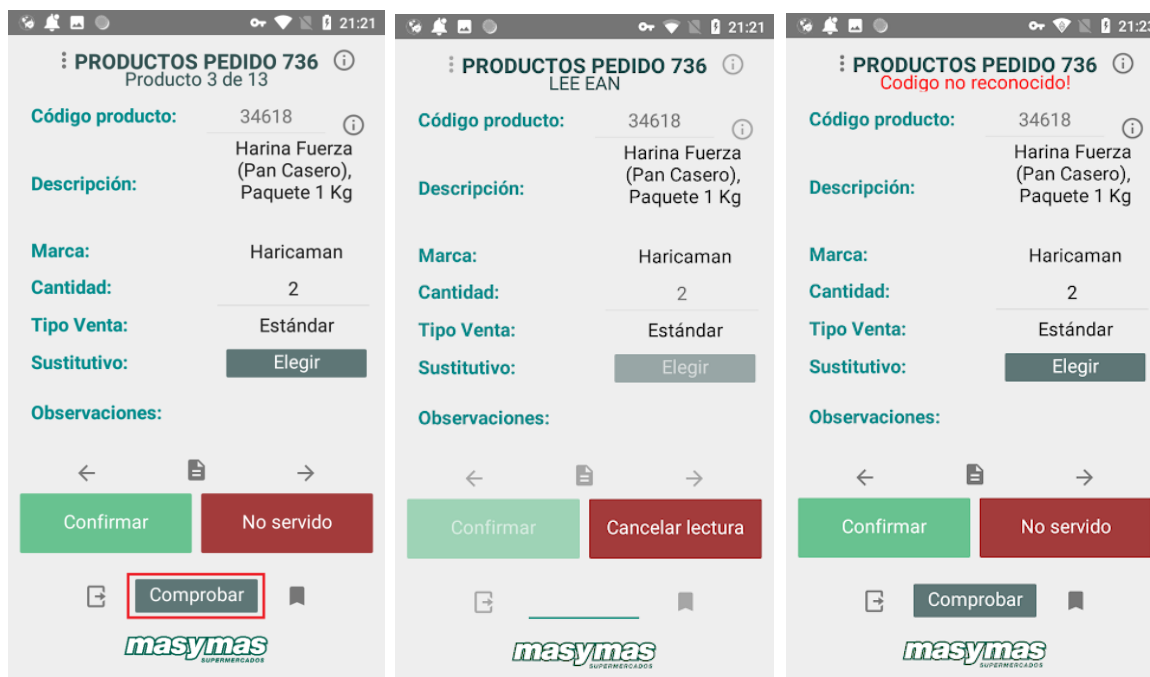 21:21
PRODUCTOS PEDIDO 736
Producto 3 de 13
Código producto: 34618
Descripción: Harina Fuerza
(Pan Casero),
Paquete 1 Kg
Marca: Haricaman
Cantidad: 2
Tipo Venta: Estándar
Sustitutivo: Elegir
Observaciones:
Confirmar No servido
Comprobar
masymas
SUPERMERCADOS
21:21
PRODUCTOS PEDIDO 736
LEE EAN
Código producto: 34618
Descripción: Harina Fuerza
(Pan Casero),
Paquete 1 Kg
Marca: Haricaman
Cantidad: 2
Tipo Venta: Estándar
Sustitutivo: Elegir
Observaciones:
Confirmar Cancelar lectura
masymas
SUPERMERCADOS
21:23
PRODUCTOS PEDIDO 736
Codigo no reconocido!
Código producto: 34618
Descripción: Harina Fuerza
(Pan Casero),
Paquete 1 Kg
Marca: Haricaman
Cantidad: 2
Tipo Venta: Estándar
Sustitutivo: Elegir
Observaciones:
Confirmar No servido
Comprobar
masymas
SUPERMERCADOS